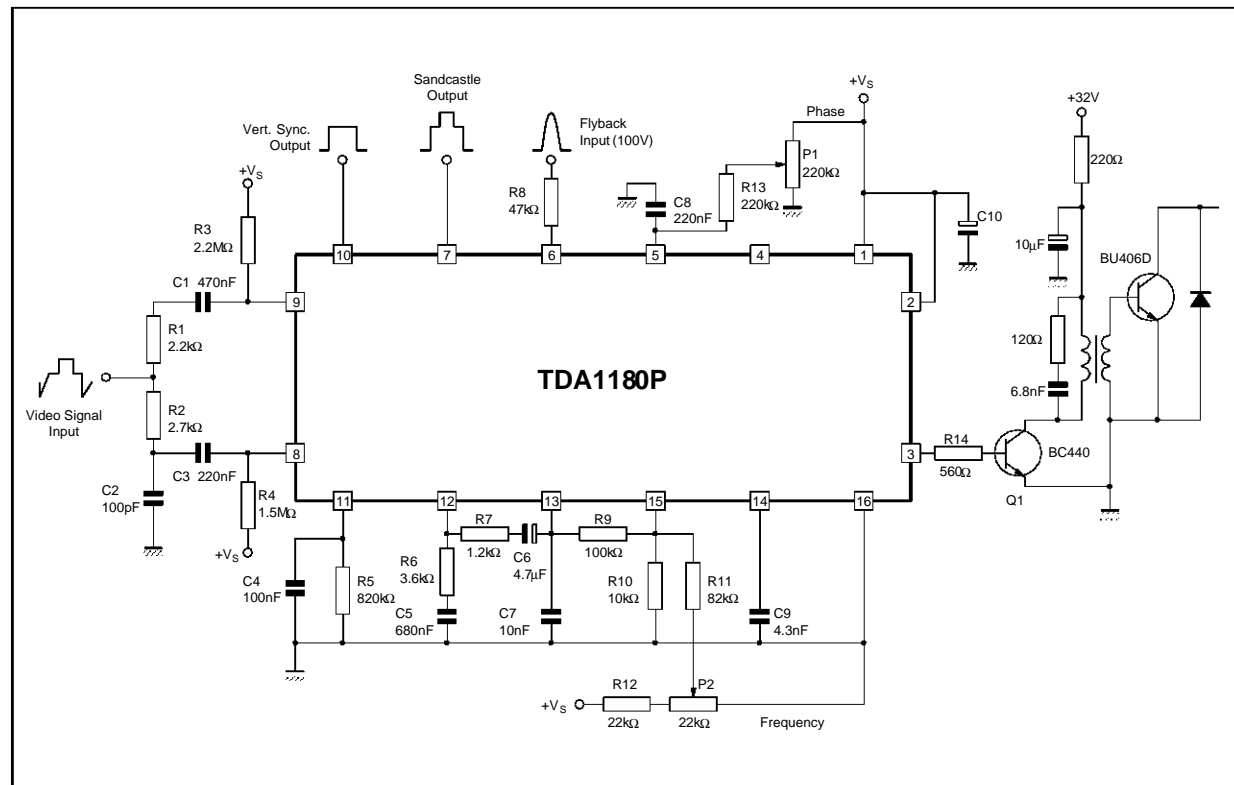 Sandcastle
Output
+VS
+32V
Vert. Sync.
Output
Flyback
Input (100V)
Phase
P1
220kΩ
220Ω
+VS
R8
47kΩ
C8
220nF
R13
220kΩ
R3
2.2MΩ
C10
10µF
BU406D
10
7
6
5
4
1
C1 470nF
9
2
R1
2.2kΩ
120Ω
TDA1180P
6.8nF
Video Signal
Input
R2
2.7kΩ
8
3
R14
560Ω
BC440
Q1
C3 220nF
C2
100pF
R4
1.5MΩ
+VS
11
12
13
15
14
16
R7
1.2kΩ
C6
4.7µF
R9
100kΩ
C4
100nF
R5
820kΩ
R6
3.6kΩ
C5
680nF
C7
10nF
R10
10kΩ
R11
82kΩ
C9
4.3nF
+VS
R12
22kΩ
P2
22kΩ
Frequency